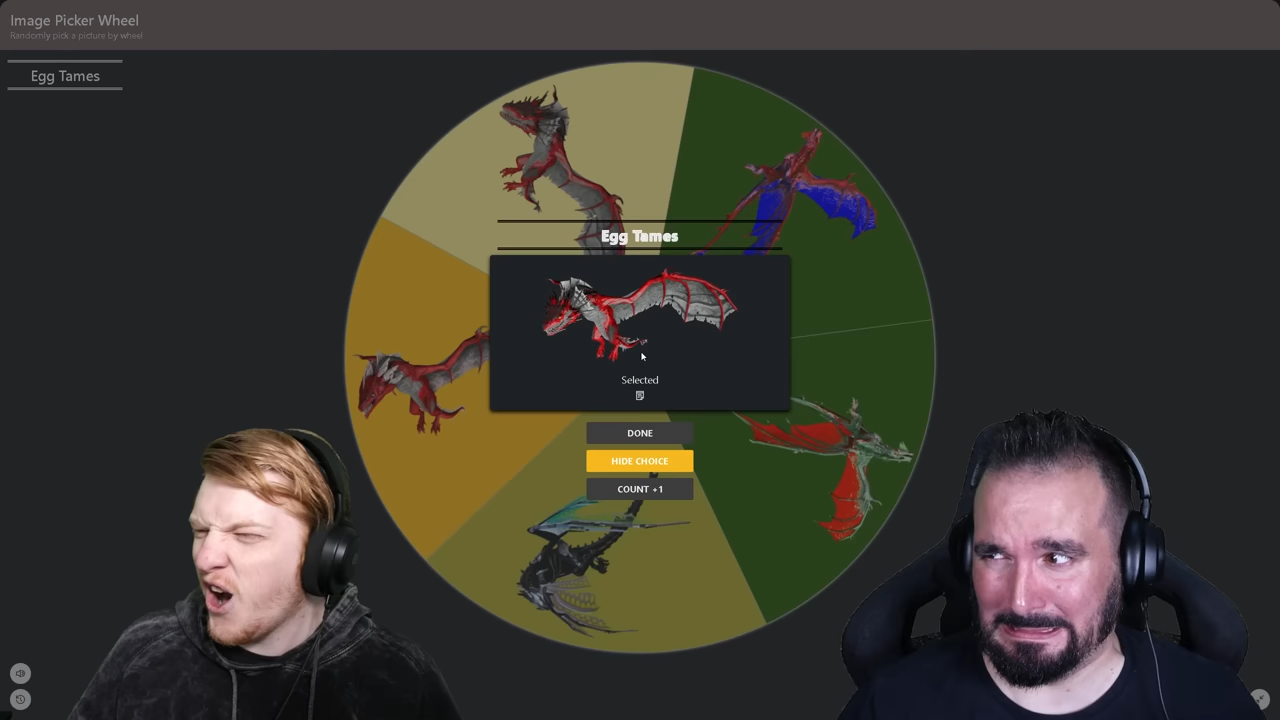 Image Picker Wheel
Randomly pick a picture by wheel
Egg Tames
Egg Tames
Selected
DONE
HIDE CHOICE
COUNT +1